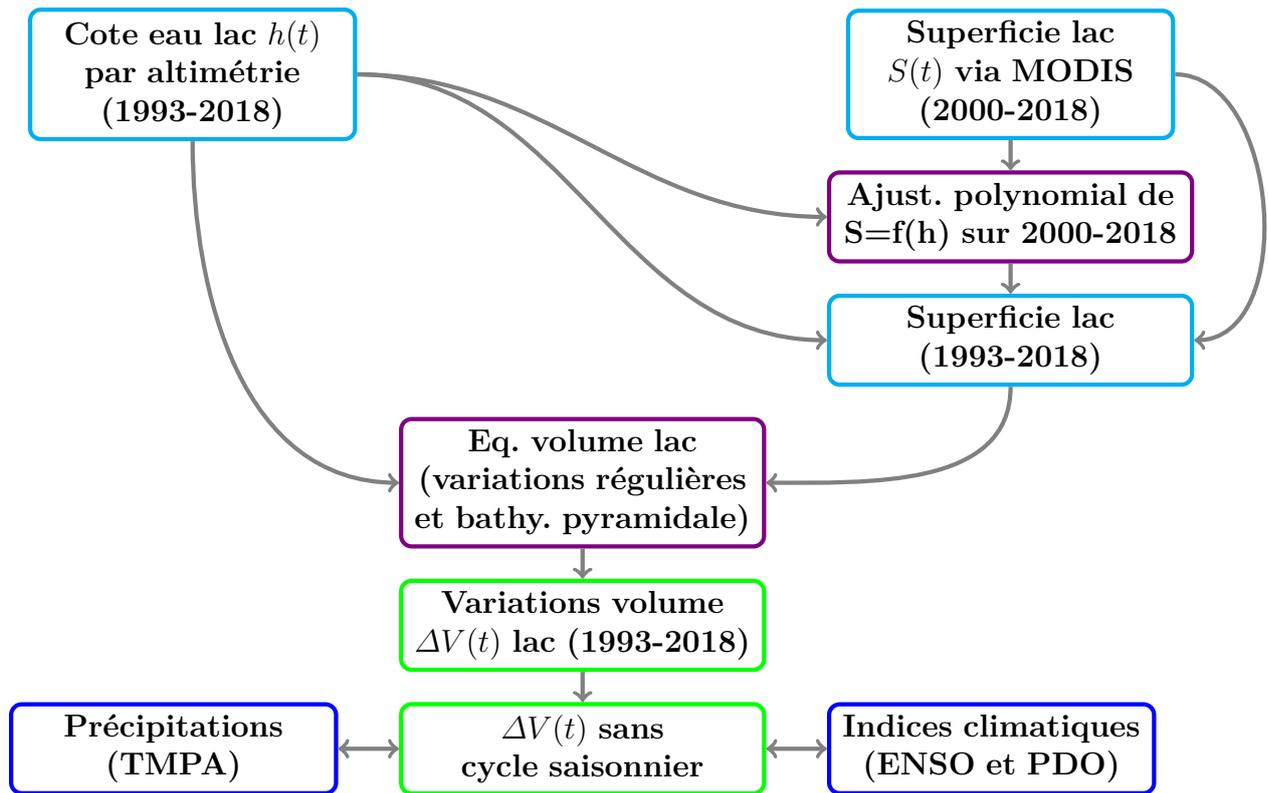 Cote eau lac h(t)
par altimétrie
(1993-2018)
Superficie lac
S(t) via MODIS
(2000-2018)
Ajust. polynomial de
S=f(h) sur 2000-2018
Superficie lac
(1993-2018)
Eq. volume lac
(variations régulières
et bathy. pyramidale)
Variations volume
ΔV(t) lac (1993-2018)
Précipitations
(TMPA)
ΔV(t) sans
cycle saisonnier
Indices climatiques
(ENSO et PDO)